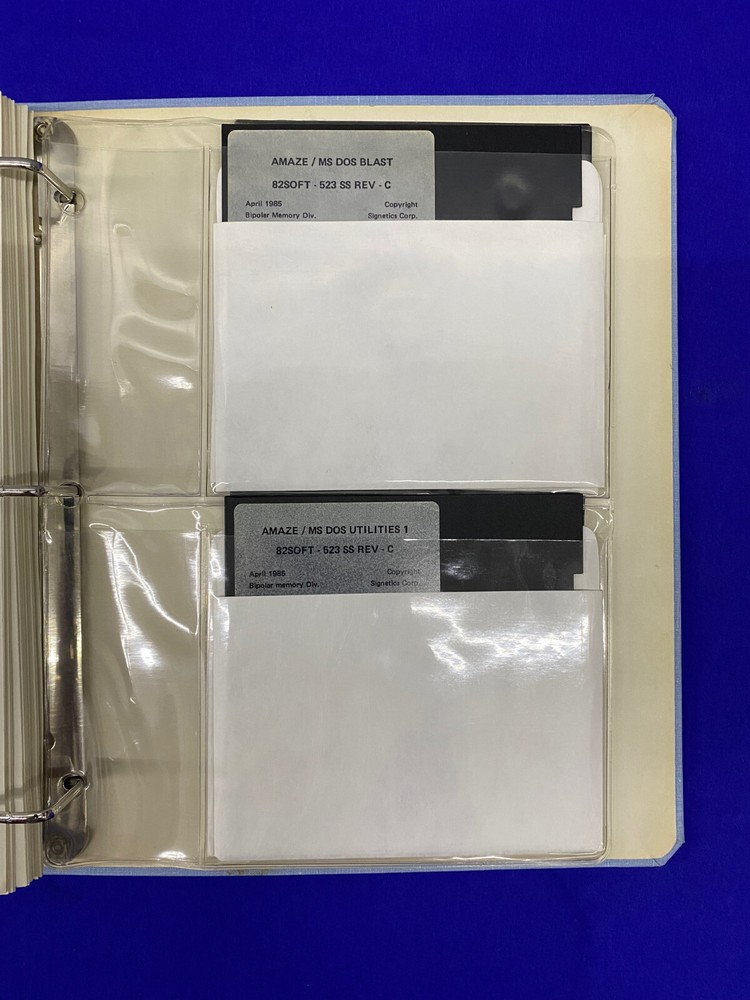 AMAZE / MS DOS BLAST
82SOFT - 523 SS REV - C
April 1985 Copyright
Bipolar Memory Div. Signetics Corp.
AMAZE / MS DOS UTILITIES 1
82SOFT - 523 SS REV - C
April 1985 Copyright
Bipolar memory Div. Signetics Corp.